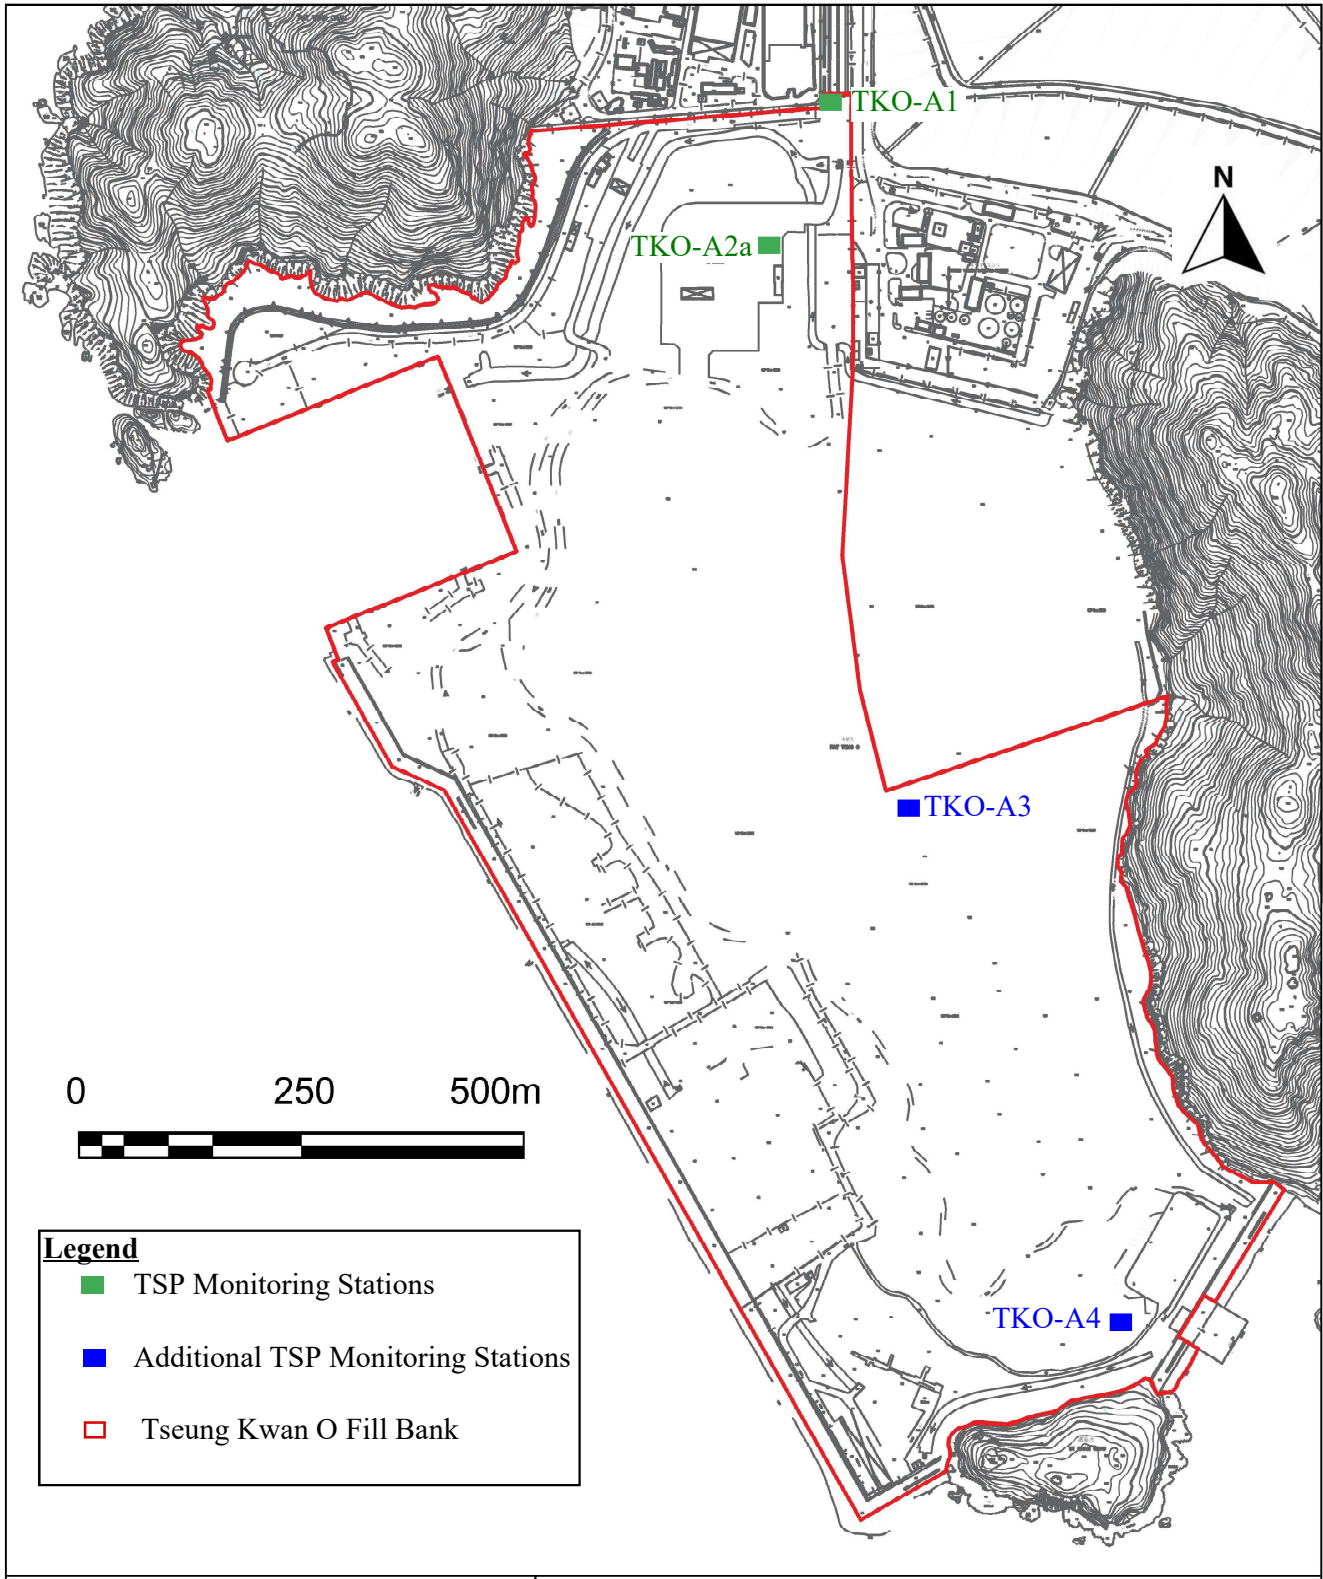 TKO-A1
N
TKO-A2a
TKO-A3
0 250 500m
Legend
TSP Monitoring Stations
TKO-A4
Additional TSP Monitoring Stations
Tseung Kwan O Fill Bank